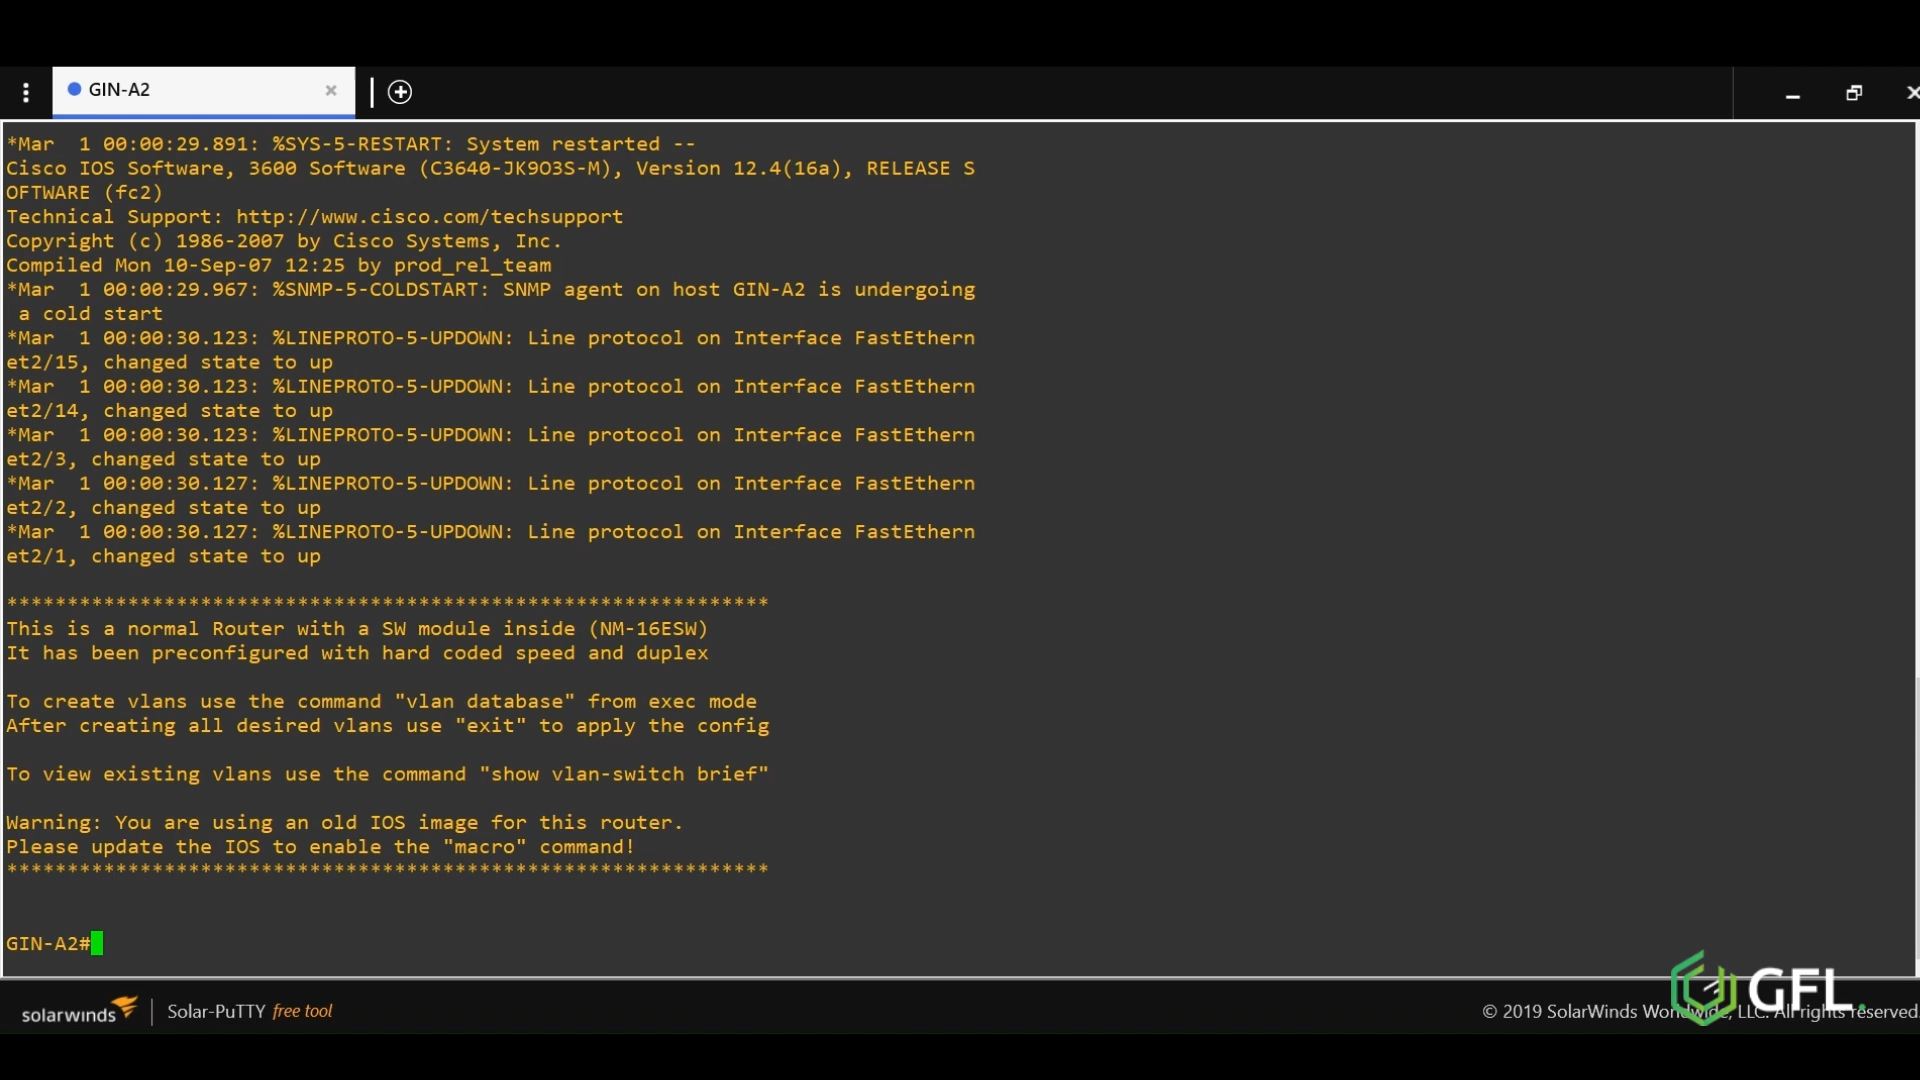 GIN-A2
*Mar  1 00:00:29.891: %SYS-5-RESTART: System restarted --
Cisco IOS Software, 3600 Software (C3640-JK9O3S-M), Version 12.4(16a), RELEASE S
OFTWARE (fc2)
Technical Support: http://www.cisco.com/techsupport
Copyright (c) 1986-2007 by Cisco Systems, Inc.
Compiled Mon 10-Sep-07 12:25 by prod_rel_team
*Mar  1 00:00:29.967: %SNMP-5-COLDSTART: SNMP agent on host GIN-A2 is undergoing
 a cold start
*Mar  1 00:00:30.123: %LINEPROTO-5-UPDOWN: Line protocol on Interface FastEthern
et2/15, changed state to up
*Mar  1 00:00:30.123: %LINEPROTO-5-UPDOWN: Line protocol on Interface FastEthern
et2/14, changed state to up
*Mar  1 00:00:30.123: %LINEPROTO-5-UPDOWN: Line protocol on Interface FastEthern
et2/3, changed state to up
*Mar  1 00:00:30.127: %LINEPROTO-5-UPDOWN: Line protocol on Interface FastEthern
et2/2, changed state to up
*Mar  1 00:00:30.127: %LINEPROTO-5-UPDOWN: Line protocol on Interface FastEthern
et2/1, changed state to up
***************************************************************
This is a normal Router with a SW module inside (NM-16ESW)
It has been preconfigured with hard coded speed and duplex
To create vlans use the command "vlan database" from exec mode
After creating all desired vlans use "exit" to apply the config
To view existing vlans use the command "show vlan-switch brief"
Warning: You are using an old IOS image for this router.
Please update the IOS to enable the "macro" command!
***************************************************************
GIN-A2#
solarwinds Solar-PuTTY free tool
© 2019 SolarWinds Worldwide, LLC. All rights reserved.
GFL.